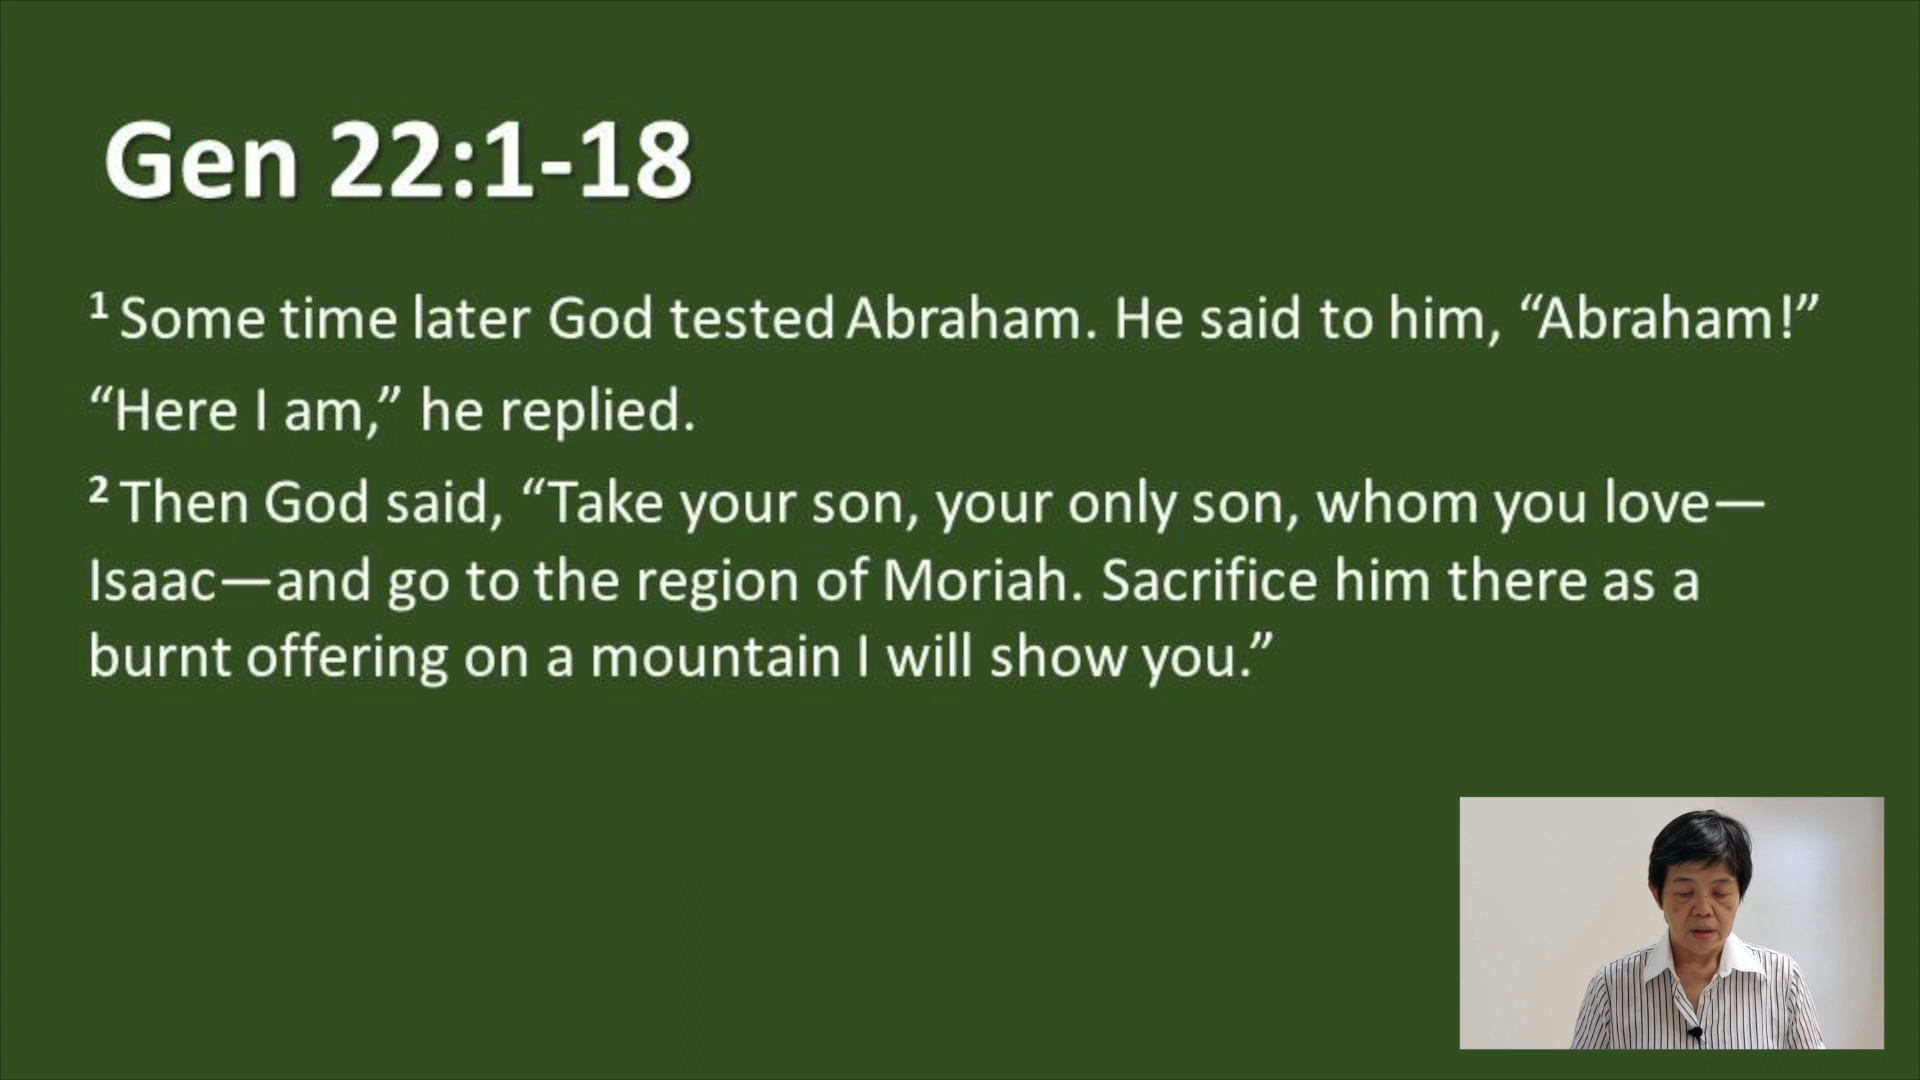 Gen 22:1-18
1 Some time later God tested Abraham. He said to him, “Abraham!”
“Here I am,” he replied.
2 Then God said, “Take your son, your only son, whom you love—
Isaac—and go to the region of Moriah. Sacrifice him there as a
burnt offering on a mountain I will show you.”